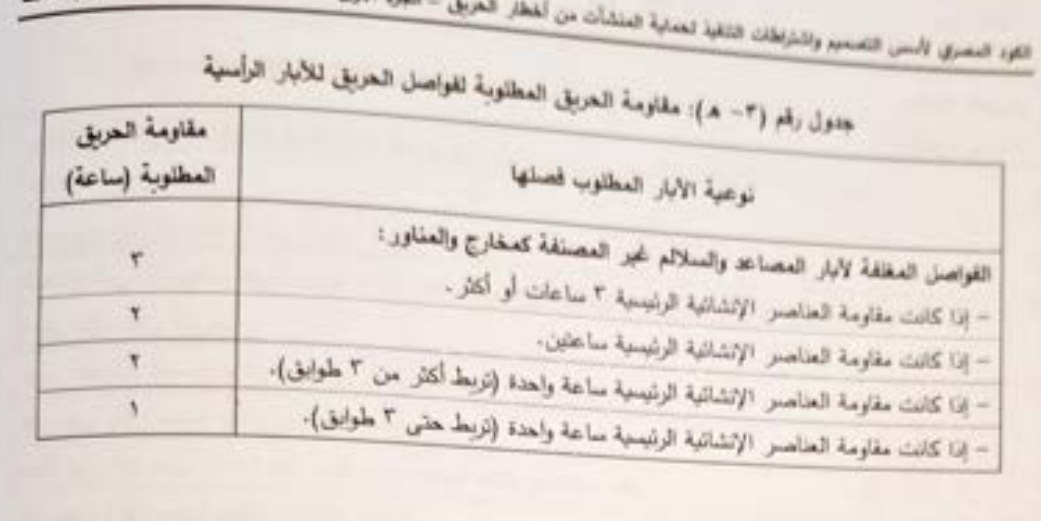 الكود المصري لأسس التصميم واشتراطات التنفيذ لحماية المنشآت من أخطار الحريق – الجزء
جدول رقم (٣- هـ): مقاومة الحريق المطلوبة لفواصل الحريق للآبار الرأسية
نوعية الآبار المطلوب فصلها
مقاومة الحريق
المطلوبة (ساعة)
الفواصل المغلفة لآبار المصاعد والسلالم غير المصنفة كمخارج والمناور:
– إذا كانت مقاومة العناصر الإنشائية الرئيسية ٣ ساعات أو أكثر.
٣
– إذا كانت مقاومة العناصر الإنشائية الرئيسية ساعتين.
٢
– إذا كانت مقاومة العناصر الإنشائية الرئيسية ساعة واحدة (تربط أكثر من ٣ طوابق).
٢
– إذا كانت مقاومة العناصر الإنشائية الرئيسية ساعة واحدة (تربط حتى ٣ طوابق).
١